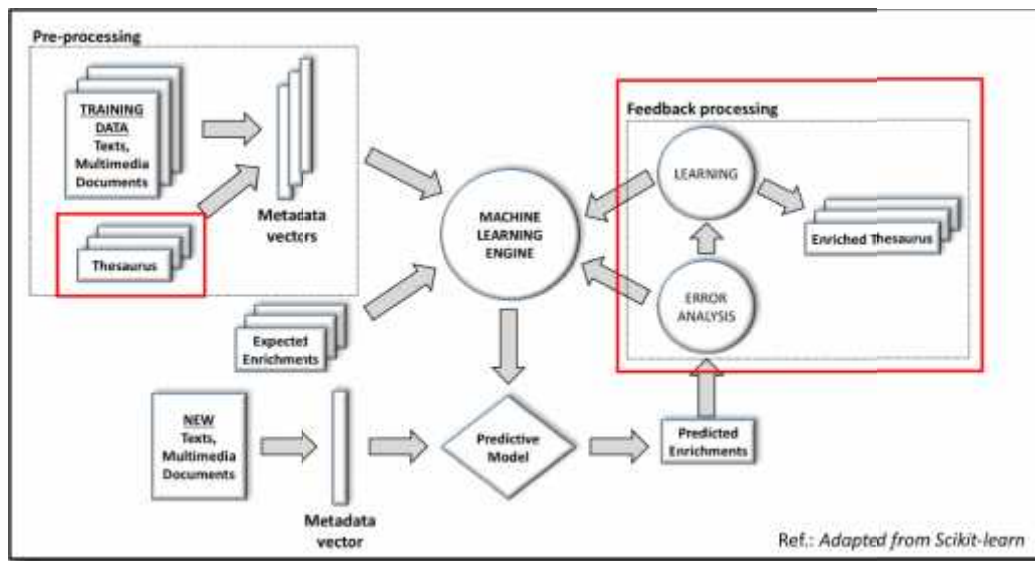 Pre-processing
TRAINING
DATA
Texts,
Multimedia
Documents
Thesaurus
Metadata
vectors
Expected
Enrichments
MACHINE
LEARNING
ENGINE
Feedback processing
LEARNING
Enriched Thesaurus
ERROR
ANALYSIS
NEW
Texts,
Multimedia
Documents
Metadata
vector
Predictive
Model
Predicted
Enrichments
Ref.: Adapted from Scikit-learn